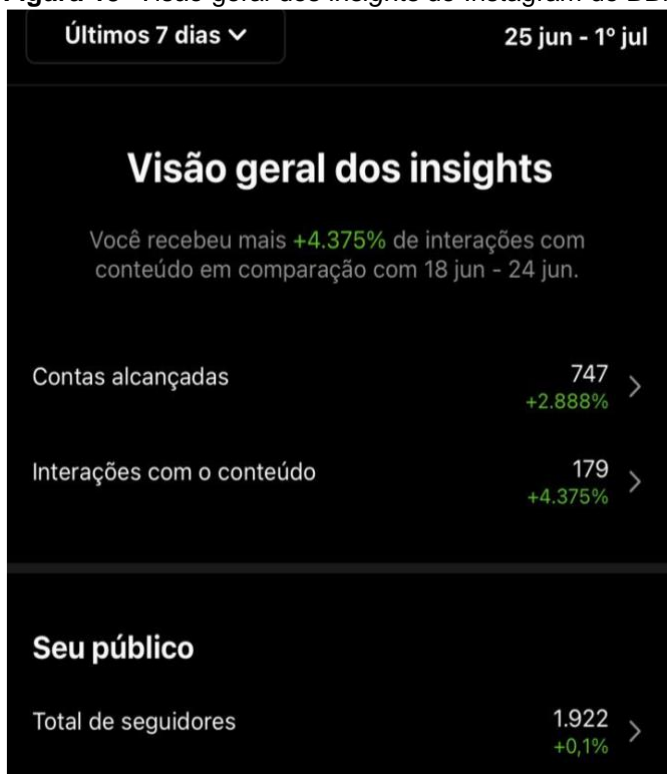 Últimos 7 dias
25 jun - 1º jul
Visão geral dos insights
Você recebeu mais +4.375% de interações com
conteúdo em comparação com 18 jun - 24 jun.
Contas alcançadas
747
+2.888%
Interações com o conteúdo
179
+4.375%
Seu público
Total de seguidores
1.922
+0,1%